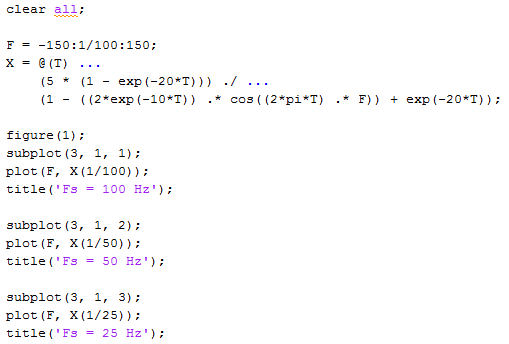 clear all;
F = -150:1/100:150;
X = @(T) ...
(5 * (1 - exp(-20*T))) ./ ...
(1 - ((2*exp(-10*T)) .* cos((2*pi*T) .* F)) + exp(-20*T));
figure(1);
subplot(3, 1, 1);
plot(F, X(1/100));
title('Fs = 100 Hz');
subplot(3, 1, 2);
plot(F, X(1/50));
title('Fs = 50 Hz');
subplot(3, 1, 3);
plot(F, X(1/25));
title('Fs = 25 Hz');